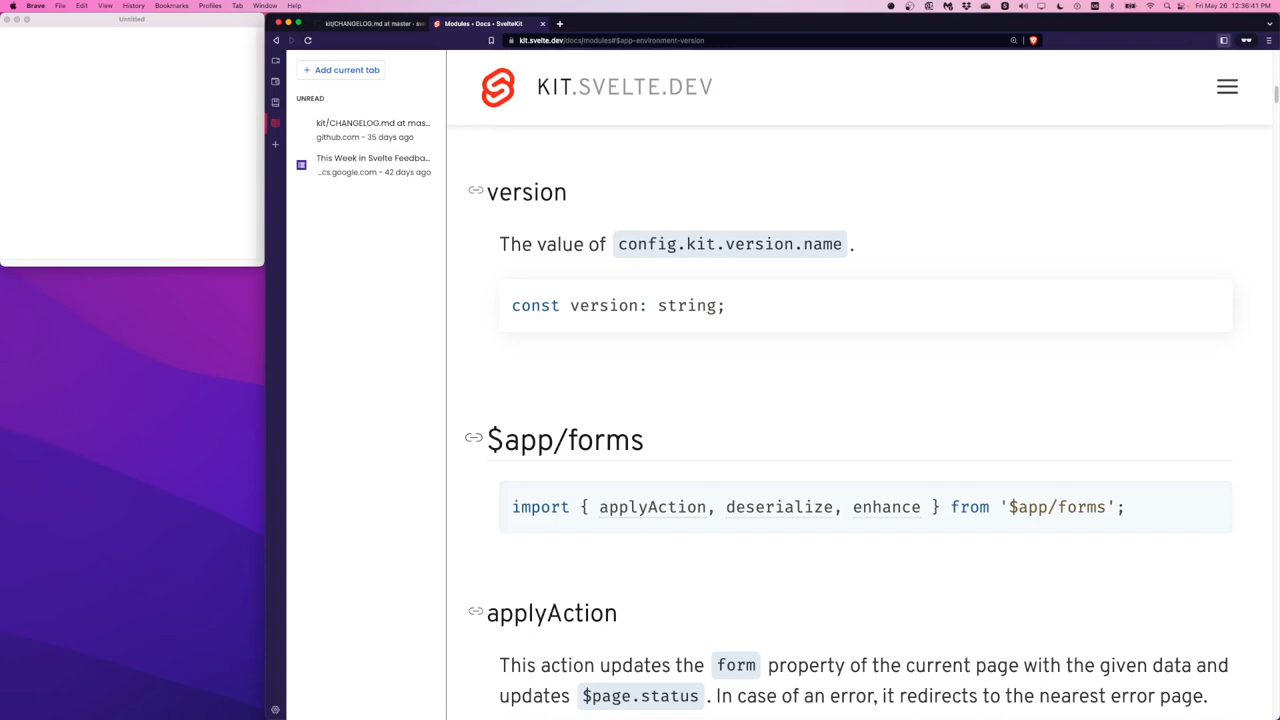 Brave File Edit View History Bookmarks Profiles Tab Window Help
Fri May 26 12:36:41 PM
Untitled
kit/CHANGELOG.md at master · sve
Modules • Docs • SvelteKit
kit.svelte.dev/docs/modules#$app-environment-version
Add current tab
UNREAD
kit/CHANGELOG.md at mas...
github.com - 35 days ago
This Week in Svelte Feedba...
...cs.google.com - 42 days ago
KIT.SVELTE.DEV
version
The value of config.kit.version.name .
const version: string;
$app/forms
import { applyAction, deserialize, enhance } from '$app/forms';
applyAction
This action updates the form property of the current page with the given data and
updates $page.status . In case of an error, it redirects to the nearest error page.